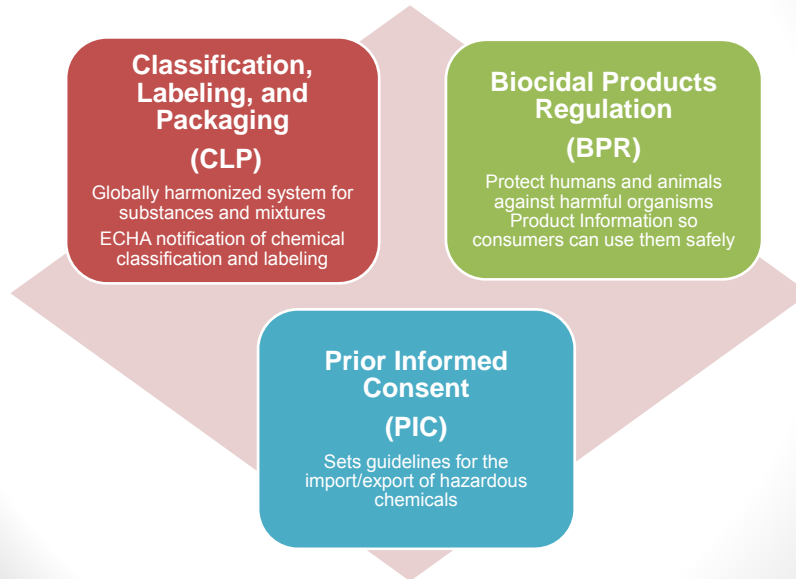 Classification,
Labeling, and
Packaging
(CLP)
Globally harmonized system for
substances and mixtures
ECHA notification of chemical
classification and labeling
Biocidal Products
Regulation
(BPR)
Protect humans and animals
against harmful organisms
Product Information so
consumers can use them safely
Prior Informed
Consent
(PIC)
Sets guidelines for the
import/export of hazardous
chemicals